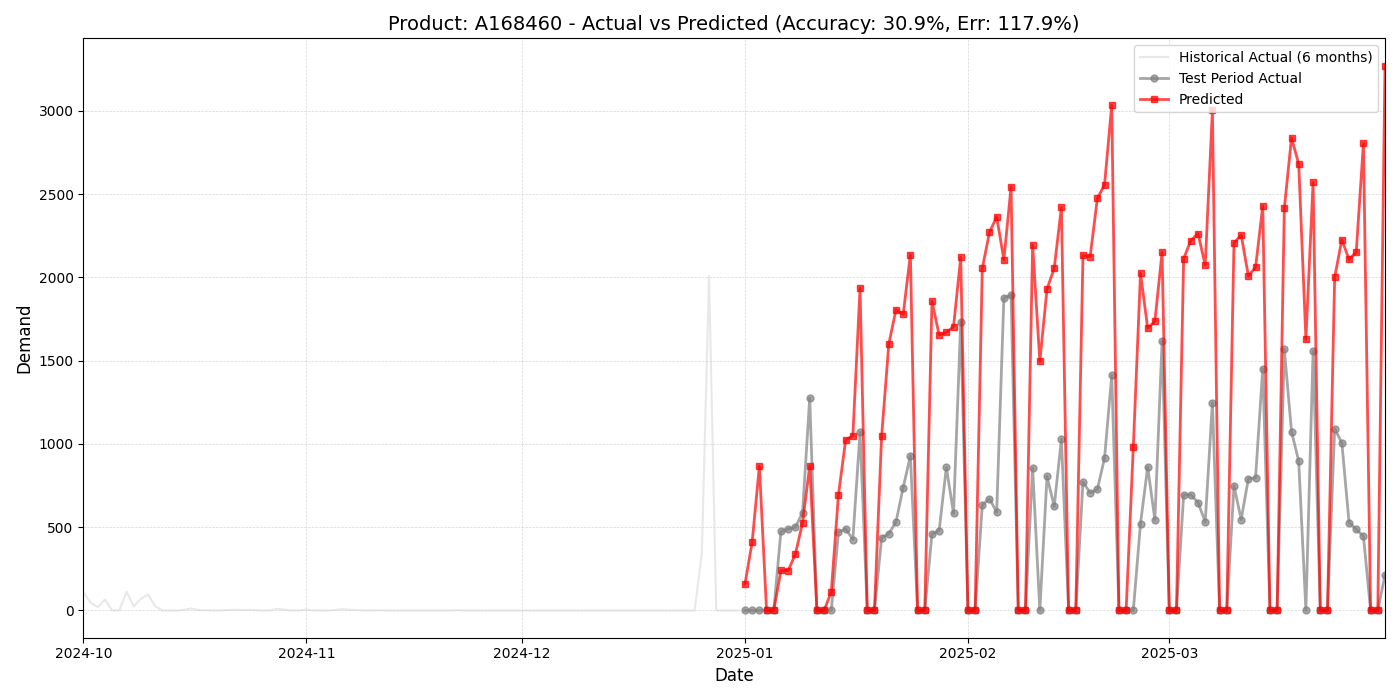 Product: A168460 - Actual vs Predicted (Accuracy: 30.9%, Err: 117.9%)
Historical Actual (6 months)
Test Period Actual
Predicted
Demand
3000
2500
2000
1500
1000
500
0
2024-10
2024-11
2024-12
2025-01
2025-02
2025-03
Date